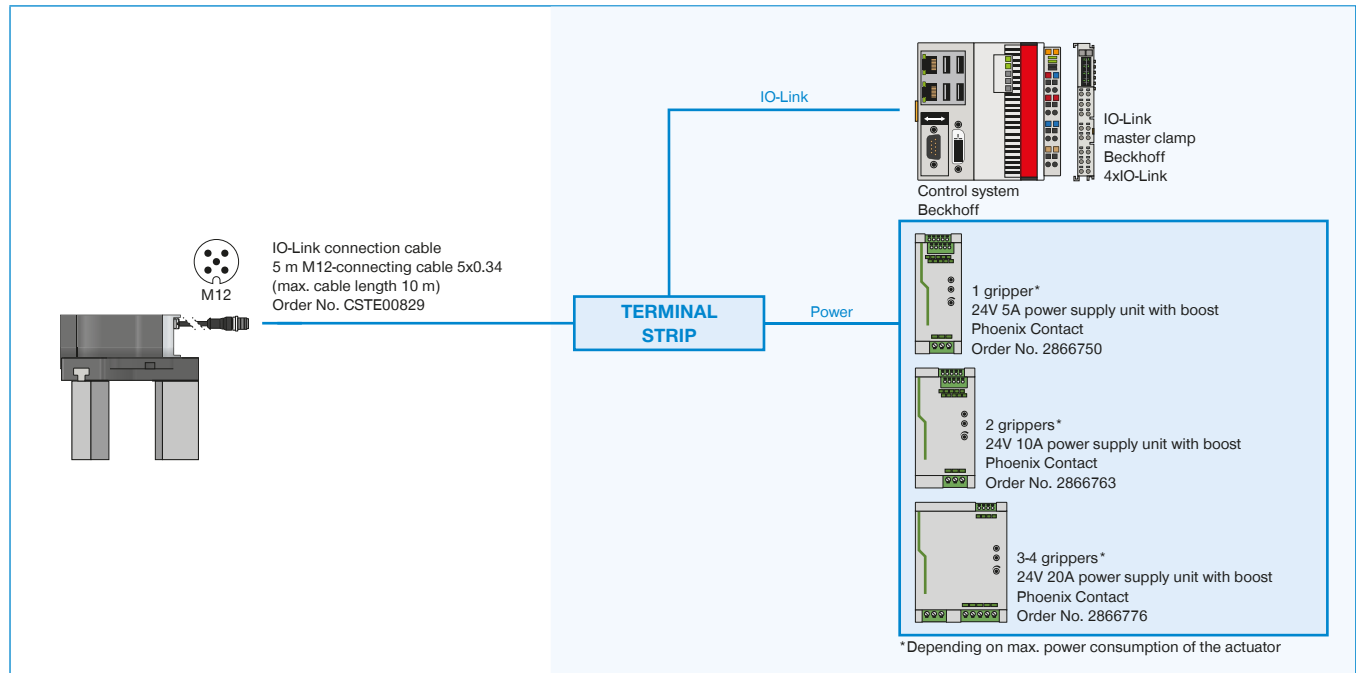 IO-Link
IO-Link
master clamp
Beckhoff
4xIO-Link
Control system
Beckhoff
M12
IO-Link connection cable
5 m M12-connecting cable 5x0.34
(max. cable length 10 m)
Order No. CSTE00829
TERMINAL
STRIP
Power
1 gripper*
24V 5A power supply unit with boost
Phoenix Contact
Order No. 2866750
2 grippers*
24V 10A power supply unit with boost
Phoenix Contact
Order No. 2866763
3-4 grippers*
24V 20A power supply unit with boost
Phoenix Contact
Order No. 2866776
*Depending on max. power consumption of the actuator